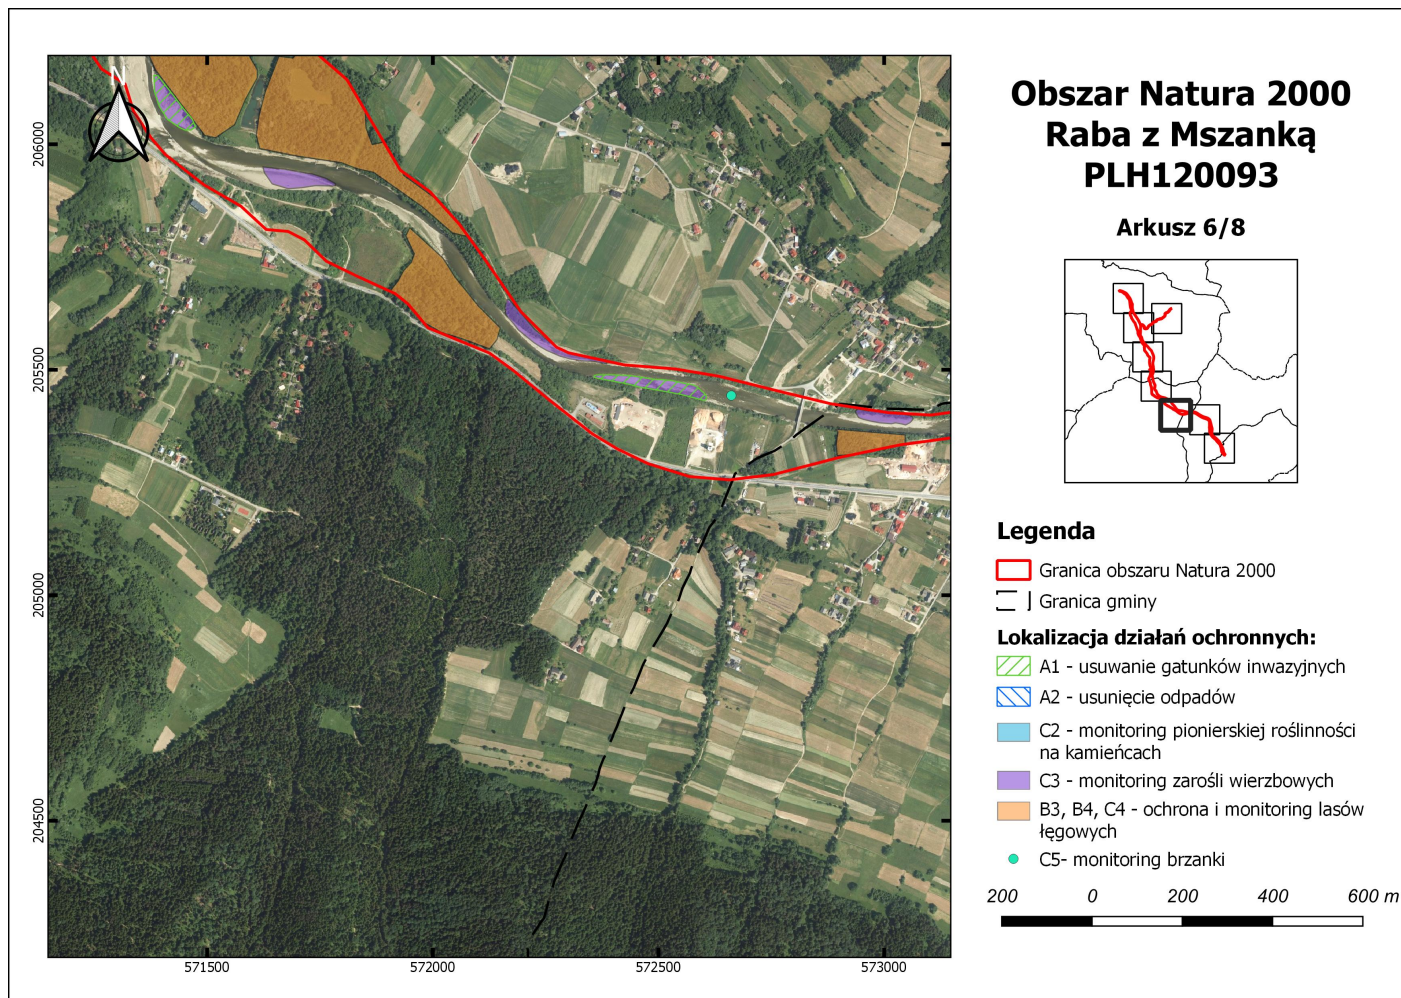 Obszar Natura 2000
Raba z Mszanką
PLH120093
Arkusz 6/8
N
206000
205500
205000
204500
571500
572000
572500
573000
Legenda
Granica obszaru Natura 2000
Granica gminy
Lokalizacja działań ochronnych:
A1 - usuwanie gatunków inwazyjnych
A2 - usunięcie odpadów
C2 - monitoring pionierskiej roślinności
na kamieńcach
C3 - monitoring zarośli wierzbowych
B3, B4, C4 - ochrona i monitoring lasów
łęgowych
C5- monitoring brzanki
200 0 200 400 600 m